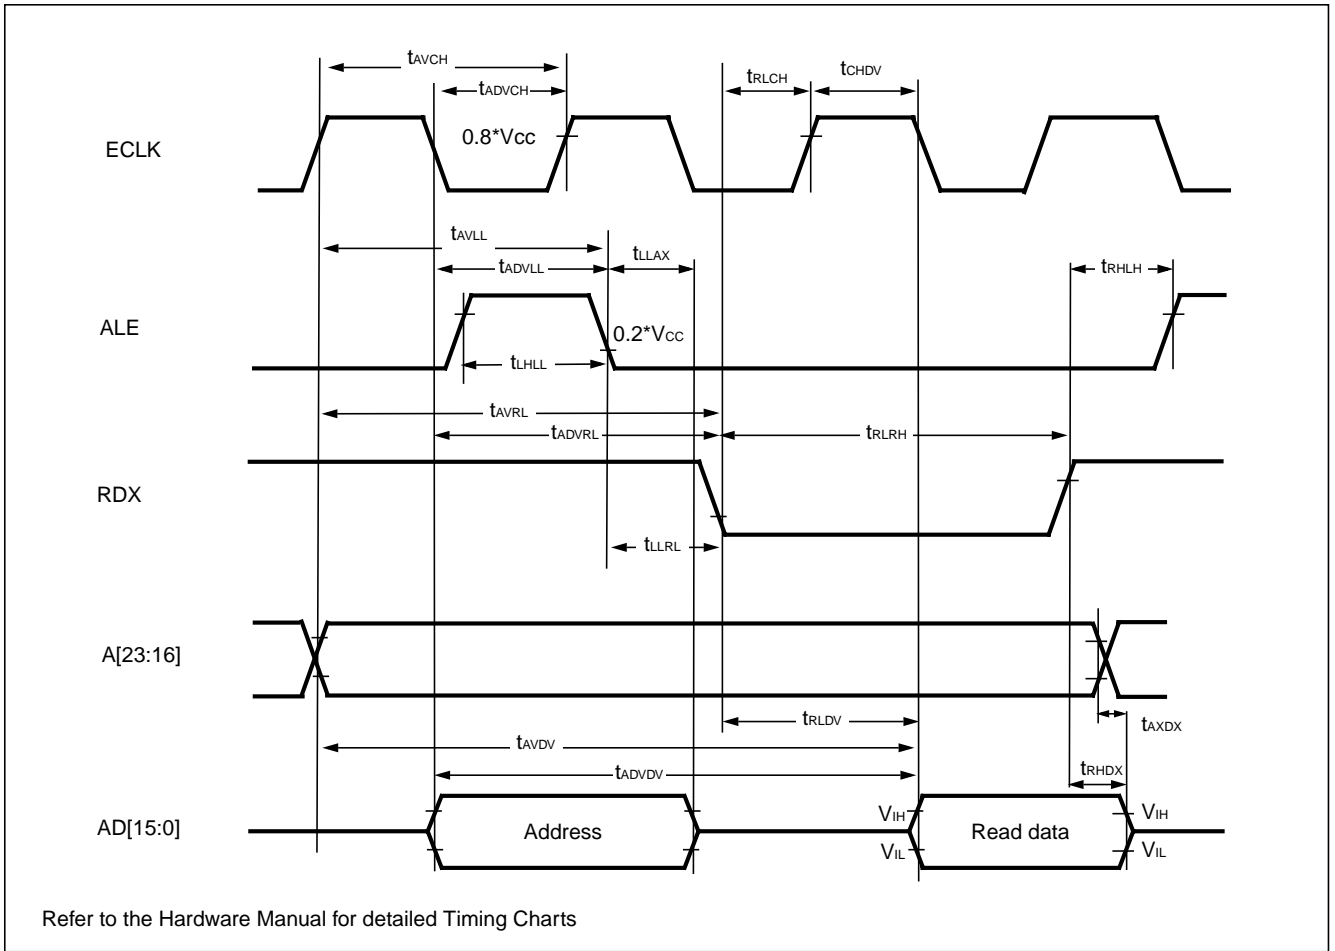 tAVCH
tADVCH
tRLCH
tCHDV
ECLK
0.8*Vcc
tAVLL
tADVLL
tLLAX
tRHLH
ALE
0.2*VCC
tLHLL
tAVRL
tADVRL
tRLRH
RDX
tLLRL
A[23:16]
tRLDV
tAXDX
tAVDV
tADVDV
tRHDX
AD[15:0]
Address
VIH
VIL
Read data
VIH
VIL
Refer to the Hardware Manual for detailed Timing Charts